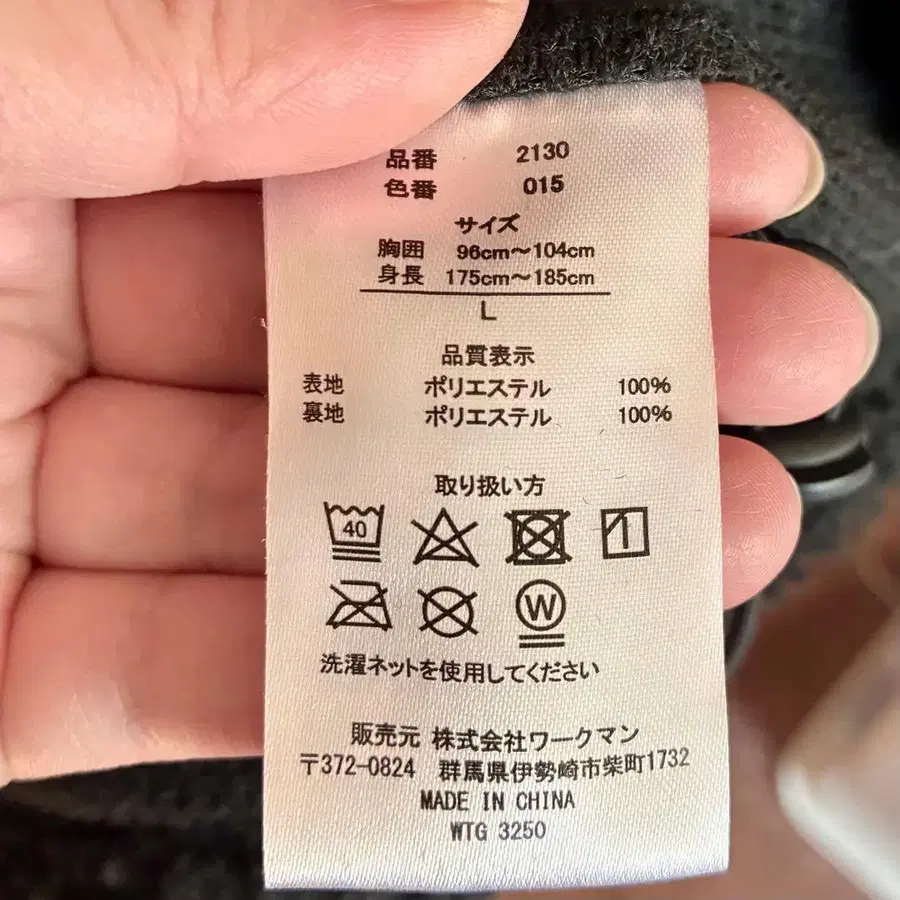 品番 2130
色番 015
サイズ
胸囲 96cm～104cm
身長 175cm～185cm
L
品質表示
表地 ポリエステル 100%
裏地 ポリエステル 100%
取り扱い方
40
W
洗濯ネットを使用してください
販売元 株式会社ワークマン
〒372-0824 群馬県伊勢崎市柴町1732
MADE IN CHINA
WTG 3250